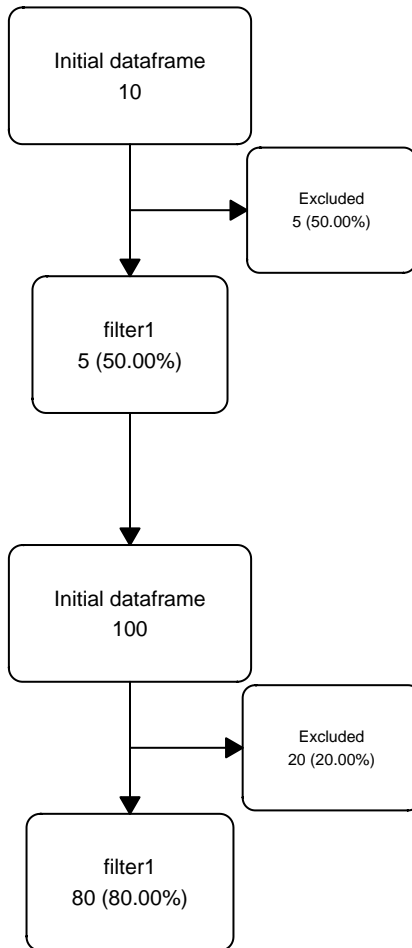 Initial dataframe
10
Excluded
5 (50.00%)
filter1
5 (50.00%)
Initial dataframe
100
Excluded
20 (20.00%)
filter1
80 (80.00%)